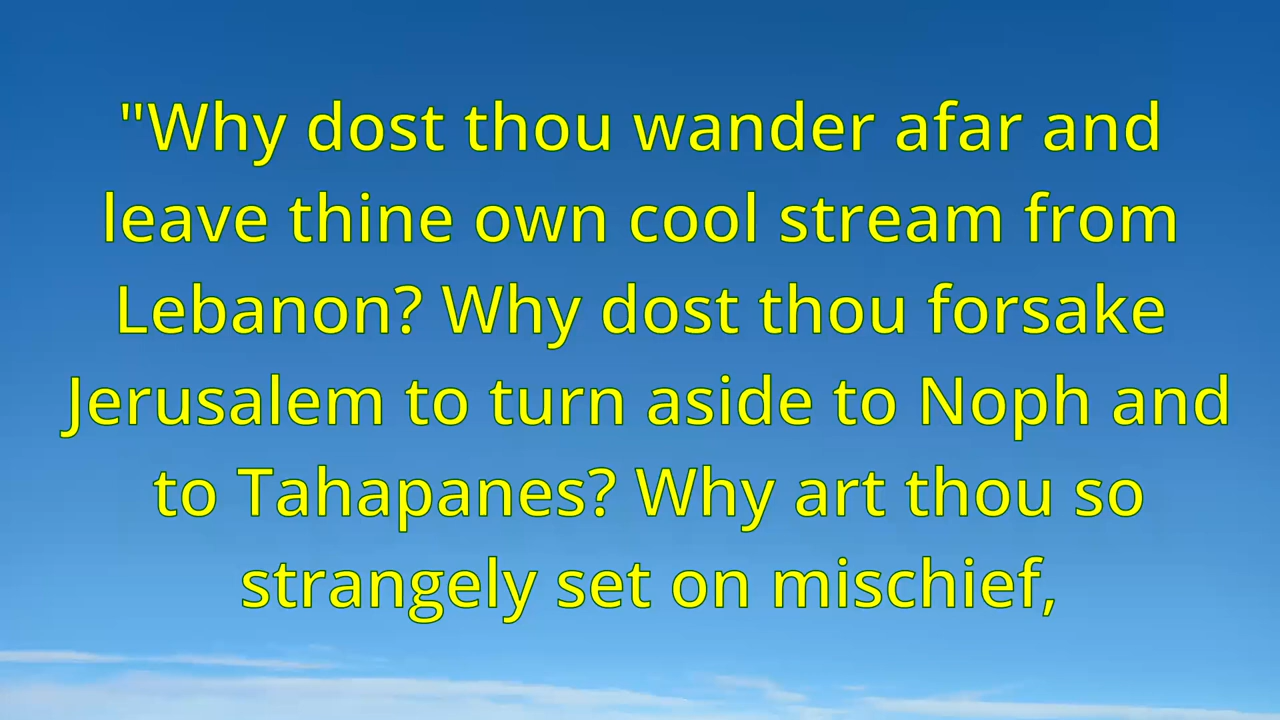 "Why dost thou wander afar and
leave thine own cool stream from
Lebanon? Why dost thou forsake
Jerusalem to turn aside to Noph and
to Tahapanes? Why art thou so
strangely set on mischief,